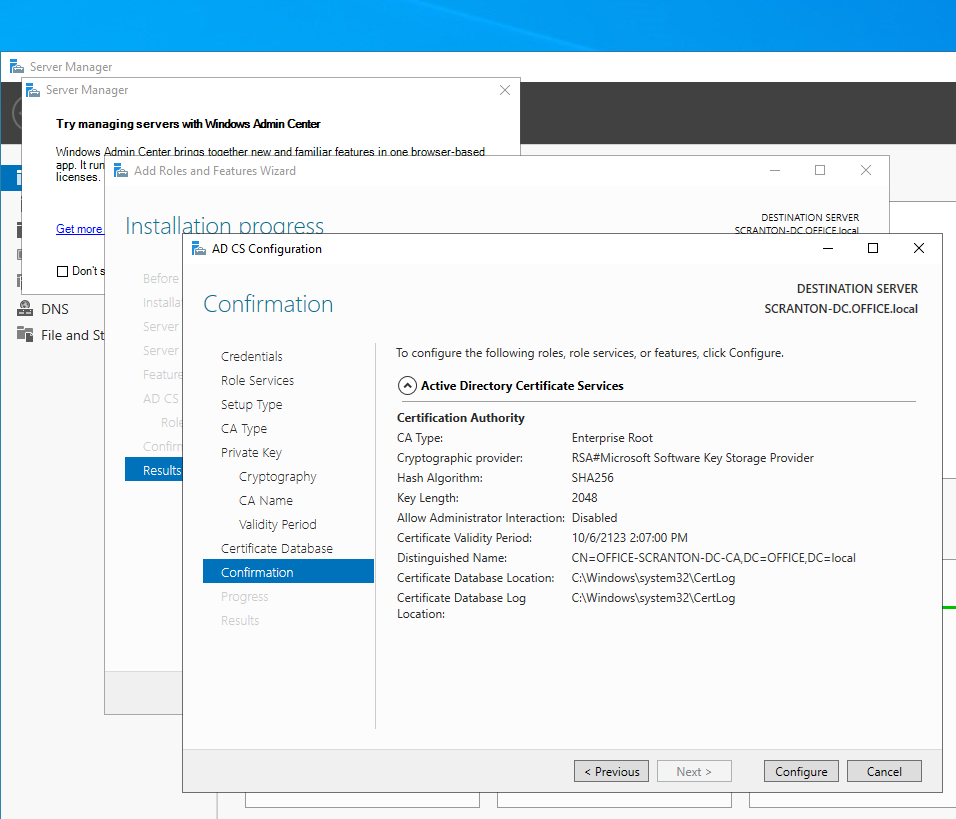 Server Manager
Server Manager
Try managing servers with Windows Admin Center
Windows Admin Center brings together new and familiar features in one browser-based
app. It
licenses.
Get more
Don't
DNS
File and
Add Roles and Features Wizard
Installation progress
DESTINATION SERVER
SCRANTON-DC.OFFICE.local
Before
Server
Server
AD CS
Results
AD CS Configuration
Confirmation
DESTINATION SERVER
SCRANTON-DC.OFFICE.local
Credentials
Role Services
Setup Type
CA Type
Private Key
Cryptography
CA Name
Validity Period
Certificate Database
Confirmation
Progress
Results
To configure the following roles, role services, or features, click Configure.
Active Directory Certificate Services
Certification Authority
CA Type: Enterprise Root
Cryptographic provider: RSA#Microsoft Software Key Storage Provider
Hash Algorithm: SHA256
Key Length: 2048
Allow Administrator Interaction: Disabled
Certificate Validity Period: 10/6/2123 2:07:00 PM
Distinguished Name: CN=OFFICE-SCRANTON-DC-CA,DC=OFFICE,DC=local
Certificate Database Location: C:\Windows\system32\CertLog
Certificate Database Log C:\Windows\system32\CertLog
Location:
< Previous Next > Configure Cancel